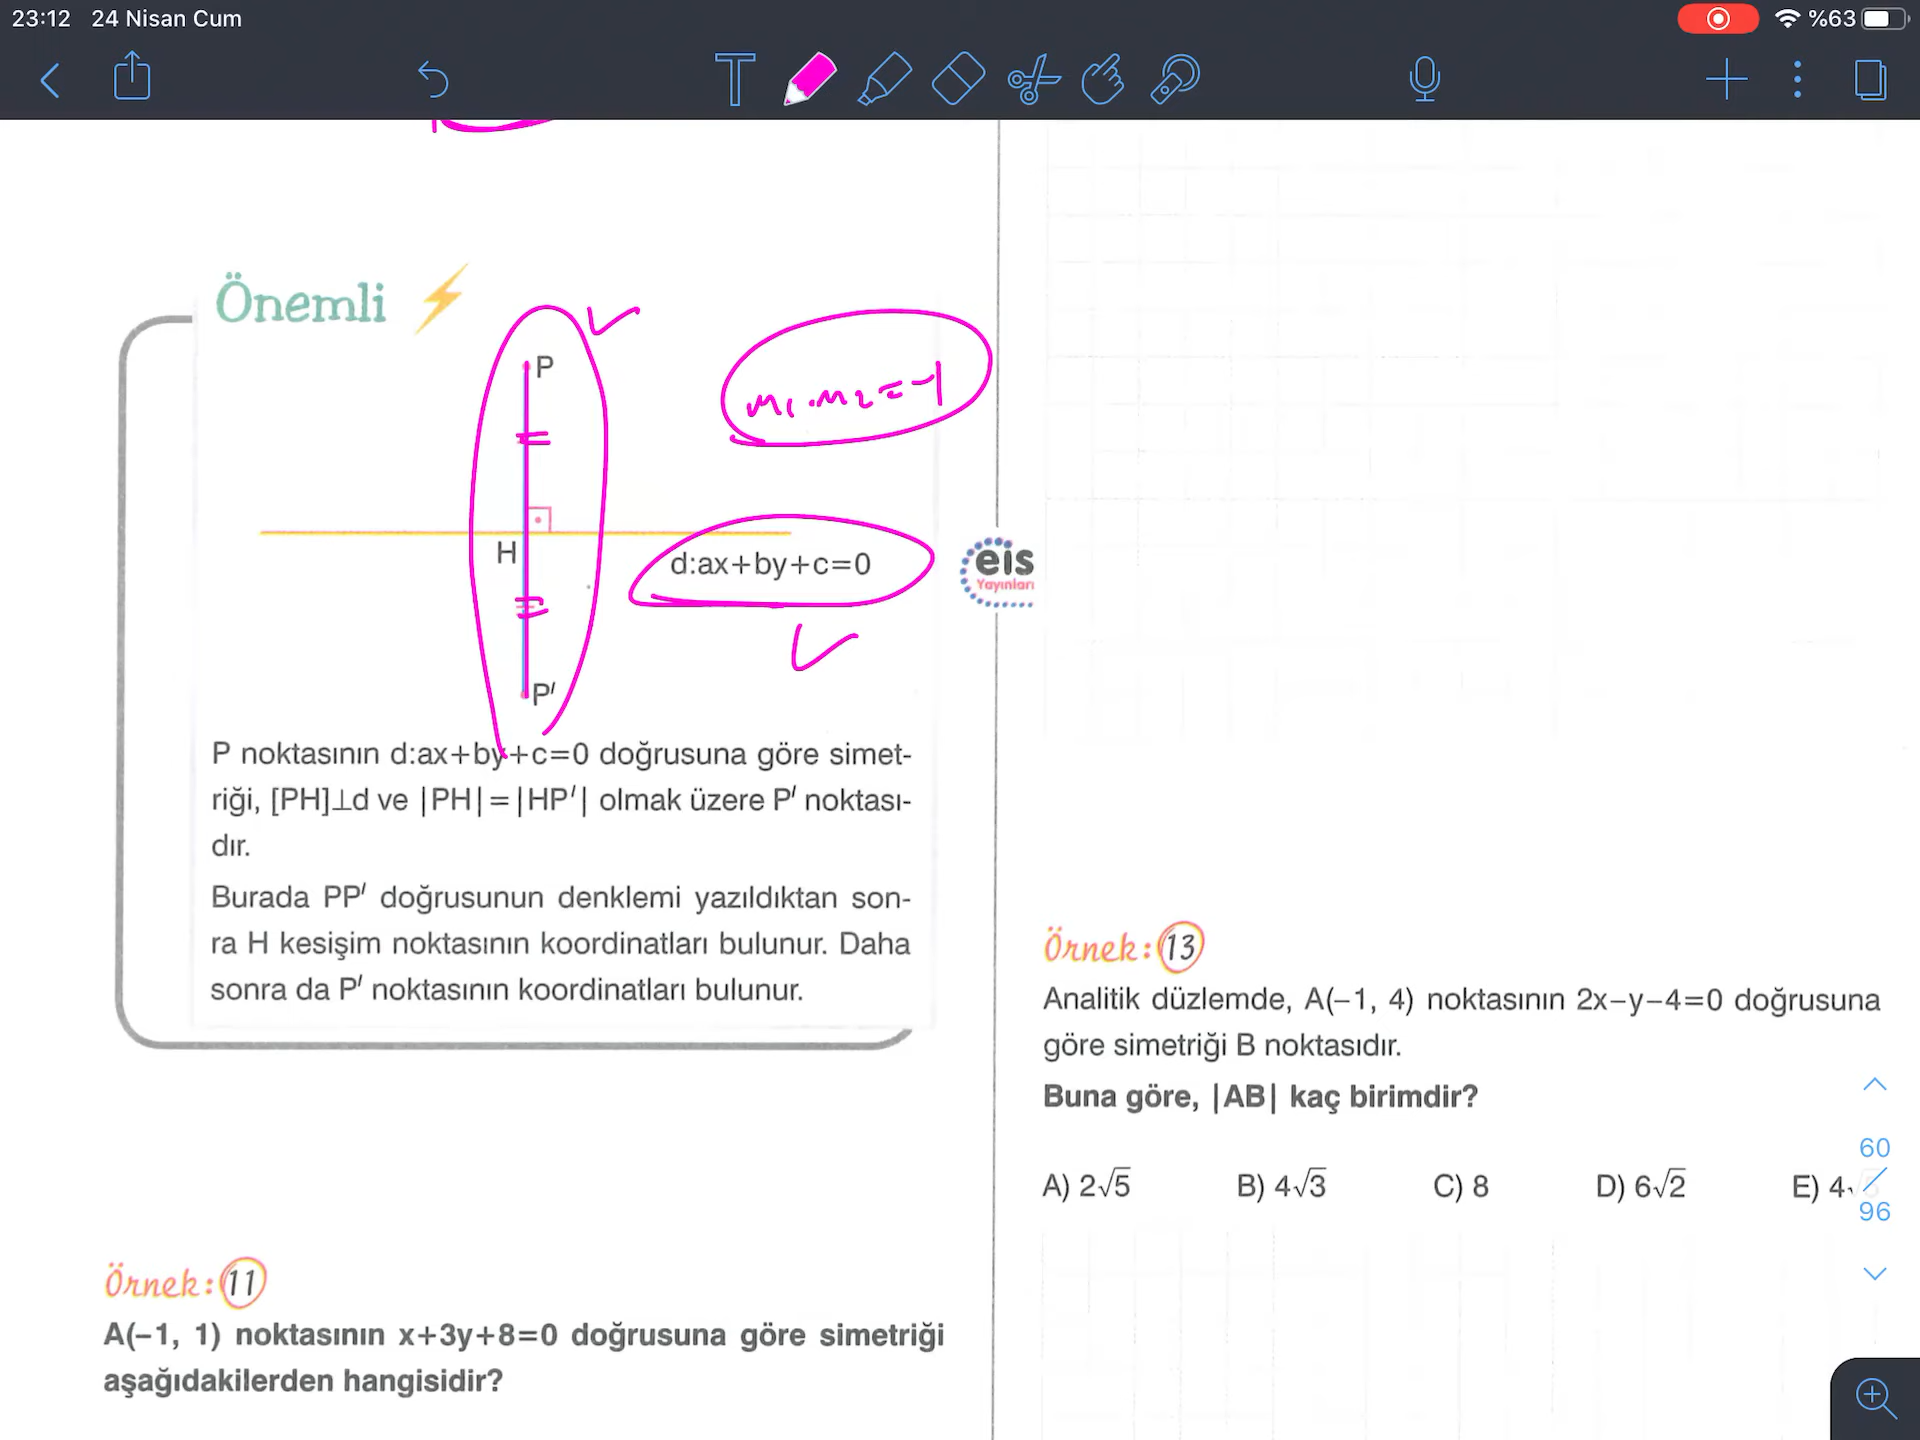 23:12 24 Nisan Cum
%63
Önemli
P
m1.m2=-1
H
d:ax+by+c=0
P′
P noktasının d:ax+by+c=0 doğrusuna göre simet-
riği, [PH]⊥d ve |PH|=|HP′| olmak üzere P′ noktası-
dır.
Burada PP′ doğrusunun denklemi yazıldıktan son-
ra H kesişim noktasının koordinatları bulunur. Daha
sonra da P′ noktasının koordinatları bulunur.
Örnek: 11
A(−1, 1) noktasının x+3y+8=0 doğrusuna göre simetriği
aşağıdakilerden hangisidir?
eis
Yayınları
Örnek: 13
Analitik düzlemde, A(−1, 4) noktasının 2x−y−4=0 doğrusuna
göre simetriği B noktasıdır.
Buna göre, |AB| kaç birimdir?
A) 2√5 B) 4√3 C) 8 D) 6√2 E) 4
60
96